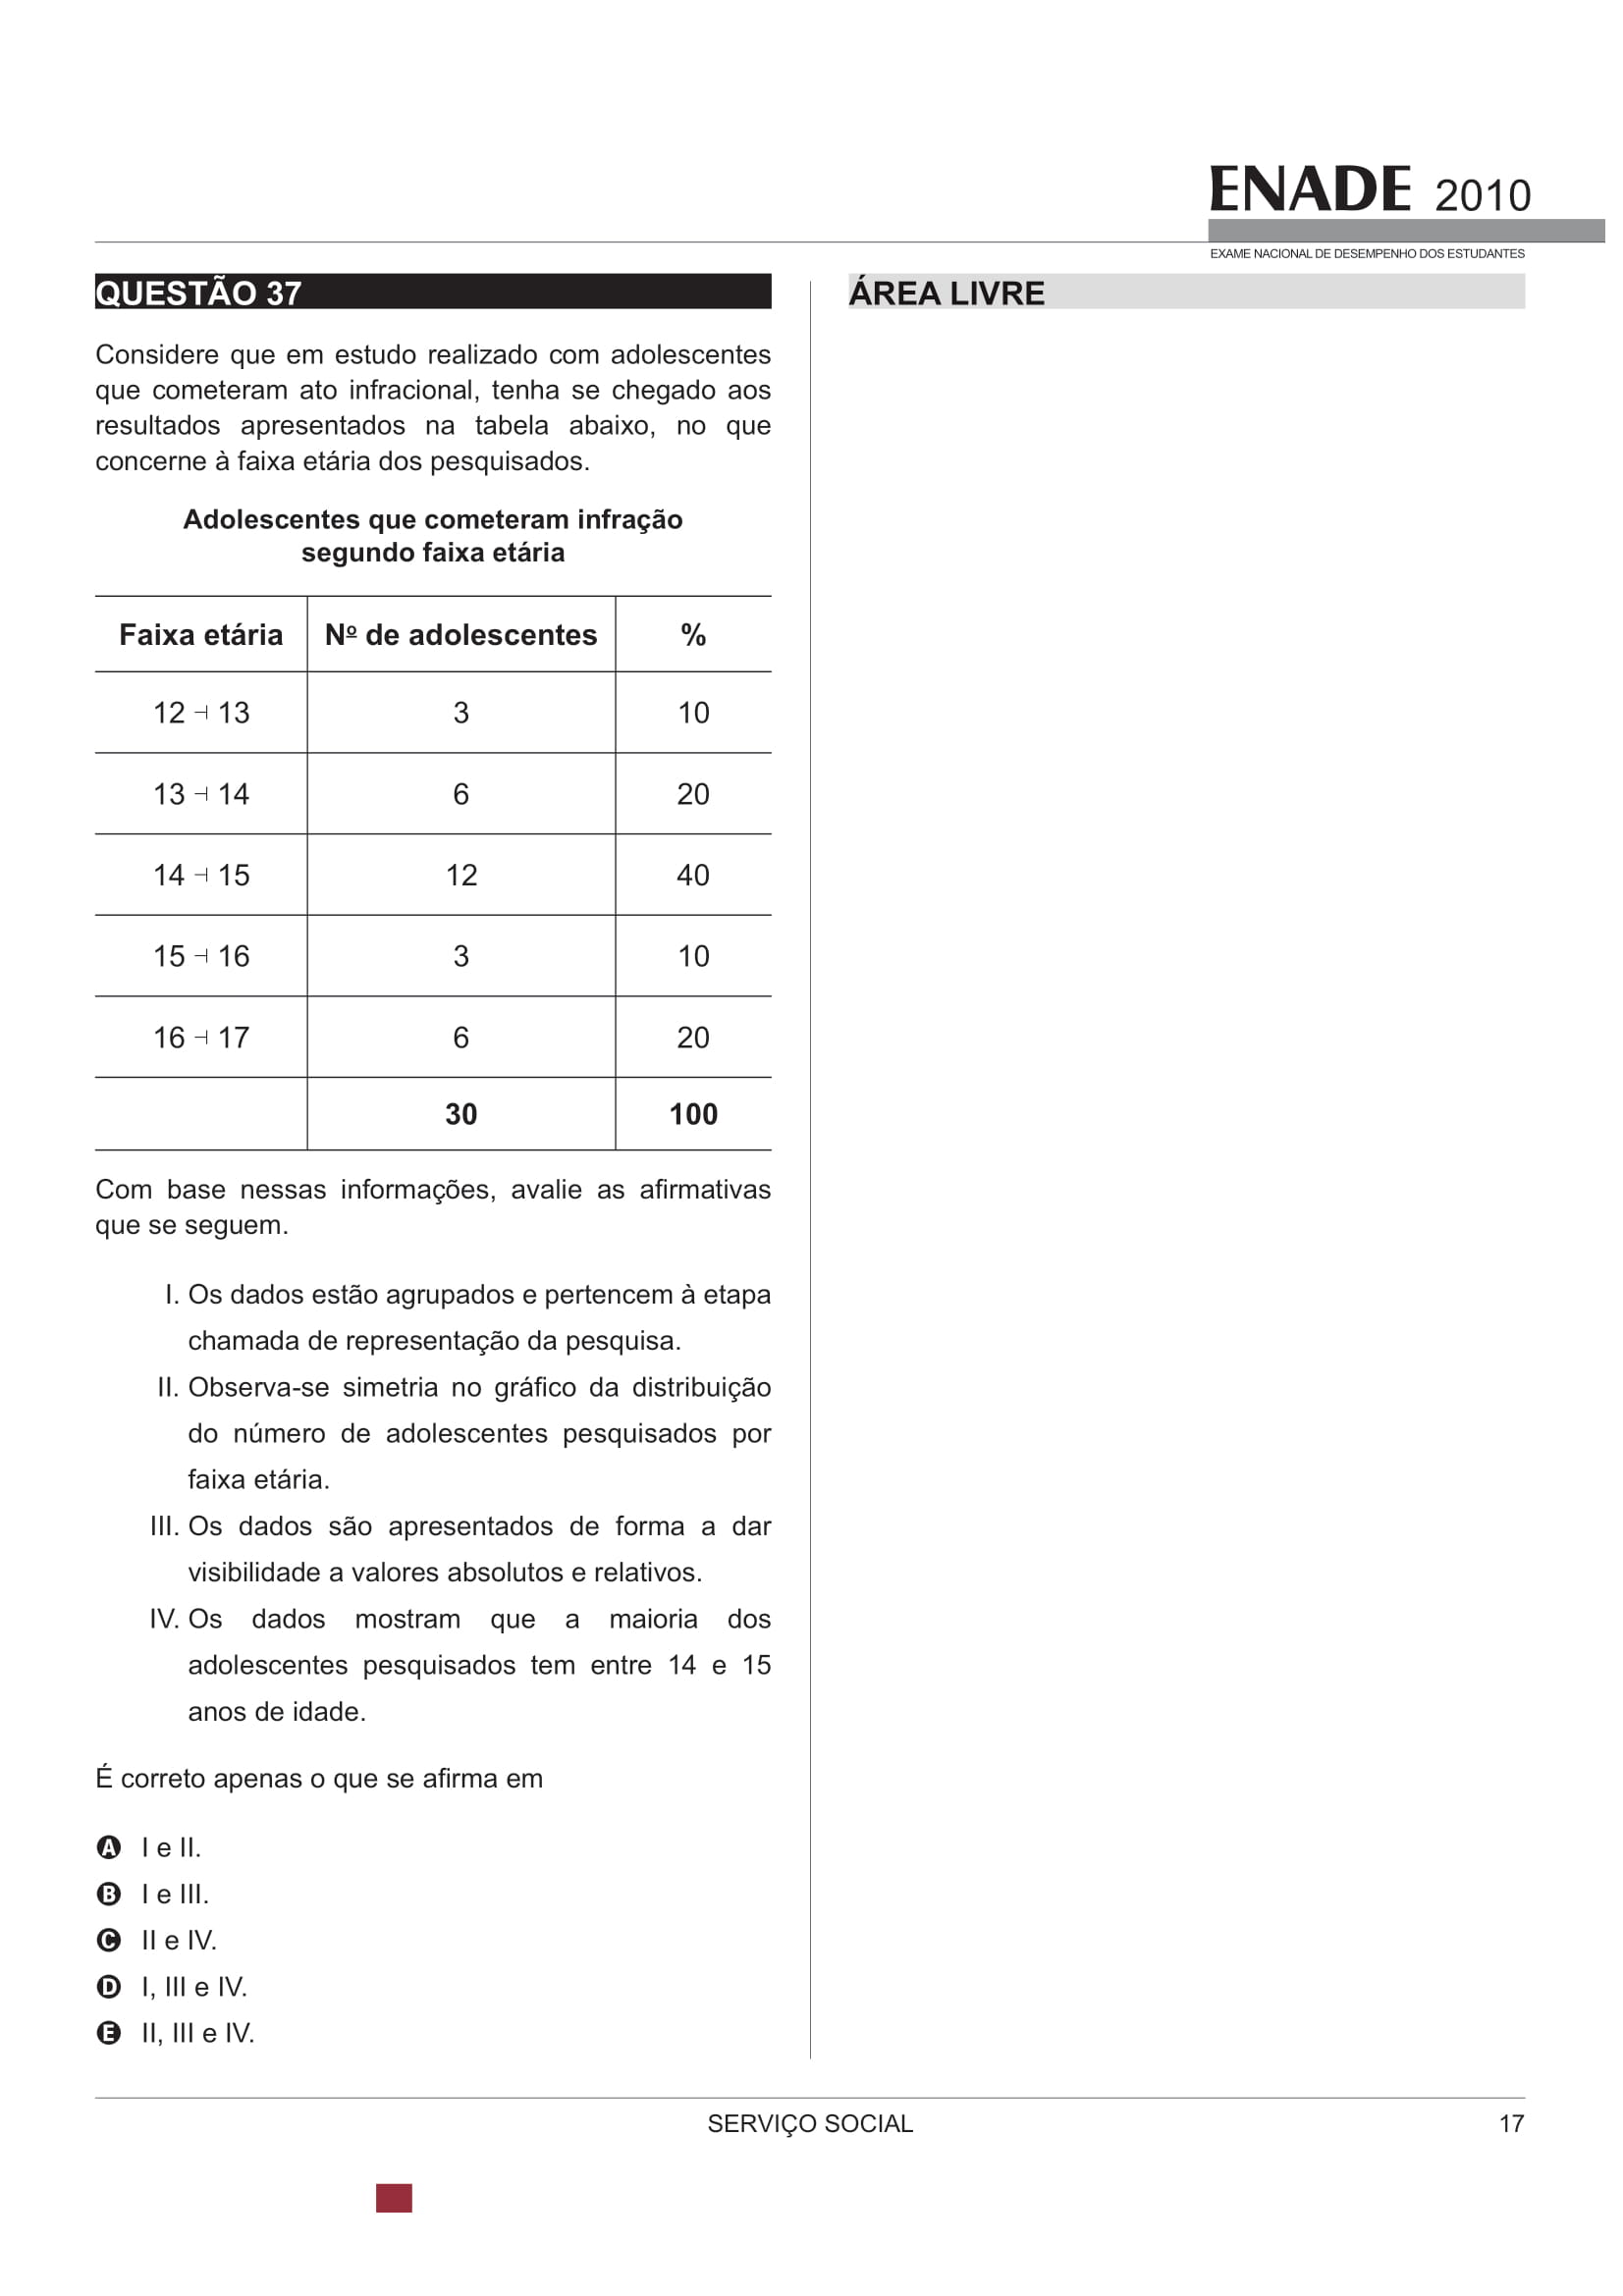 ENADE 2010
EXAME NACIONAL DE DESEMPENHO DOS ESTUDANTES
QUESTÃO 37
Considere que em estudo realizado com adolescentes
que cometeram ato infracional, tenha se chegado aos
resultados apresentados na tabela abaixo, no que
concerne à faixa etária dos pesquisados.
Adolescentes que cometeram infração
segundo faixa etária
Faixa etária Nº de adolescentes %
12 ⊣ 13 3 10
13 ⊣ 14 6 20
14 ⊣ 15 12 40
15 ⊣ 16 3 10
16 ⊣ 17 6 20
30 100
Com base nessas informações, avalie as afirmativas
que se seguem.
I. Os dados estão agrupados e pertencem à etapa
chamada de representação da pesquisa.
II. Observa-se simetria no gráfico da distribuição
do número de adolescentes pesquisados por
faixa etária.
III. Os dados são apresentados de forma a dar
visibilidade a valores absolutos e relativos.
IV. Os dados mostram que a maioria dos
adolescentes pesquisados tem entre 14 e 15
anos de idade.
É correto apenas o que se afirma em
A I e II.
B I e III.
C II e IV.
D I, III e IV.
E II, III e IV.
ÁREA LIVRE
SERVIÇO SOCIAL 17